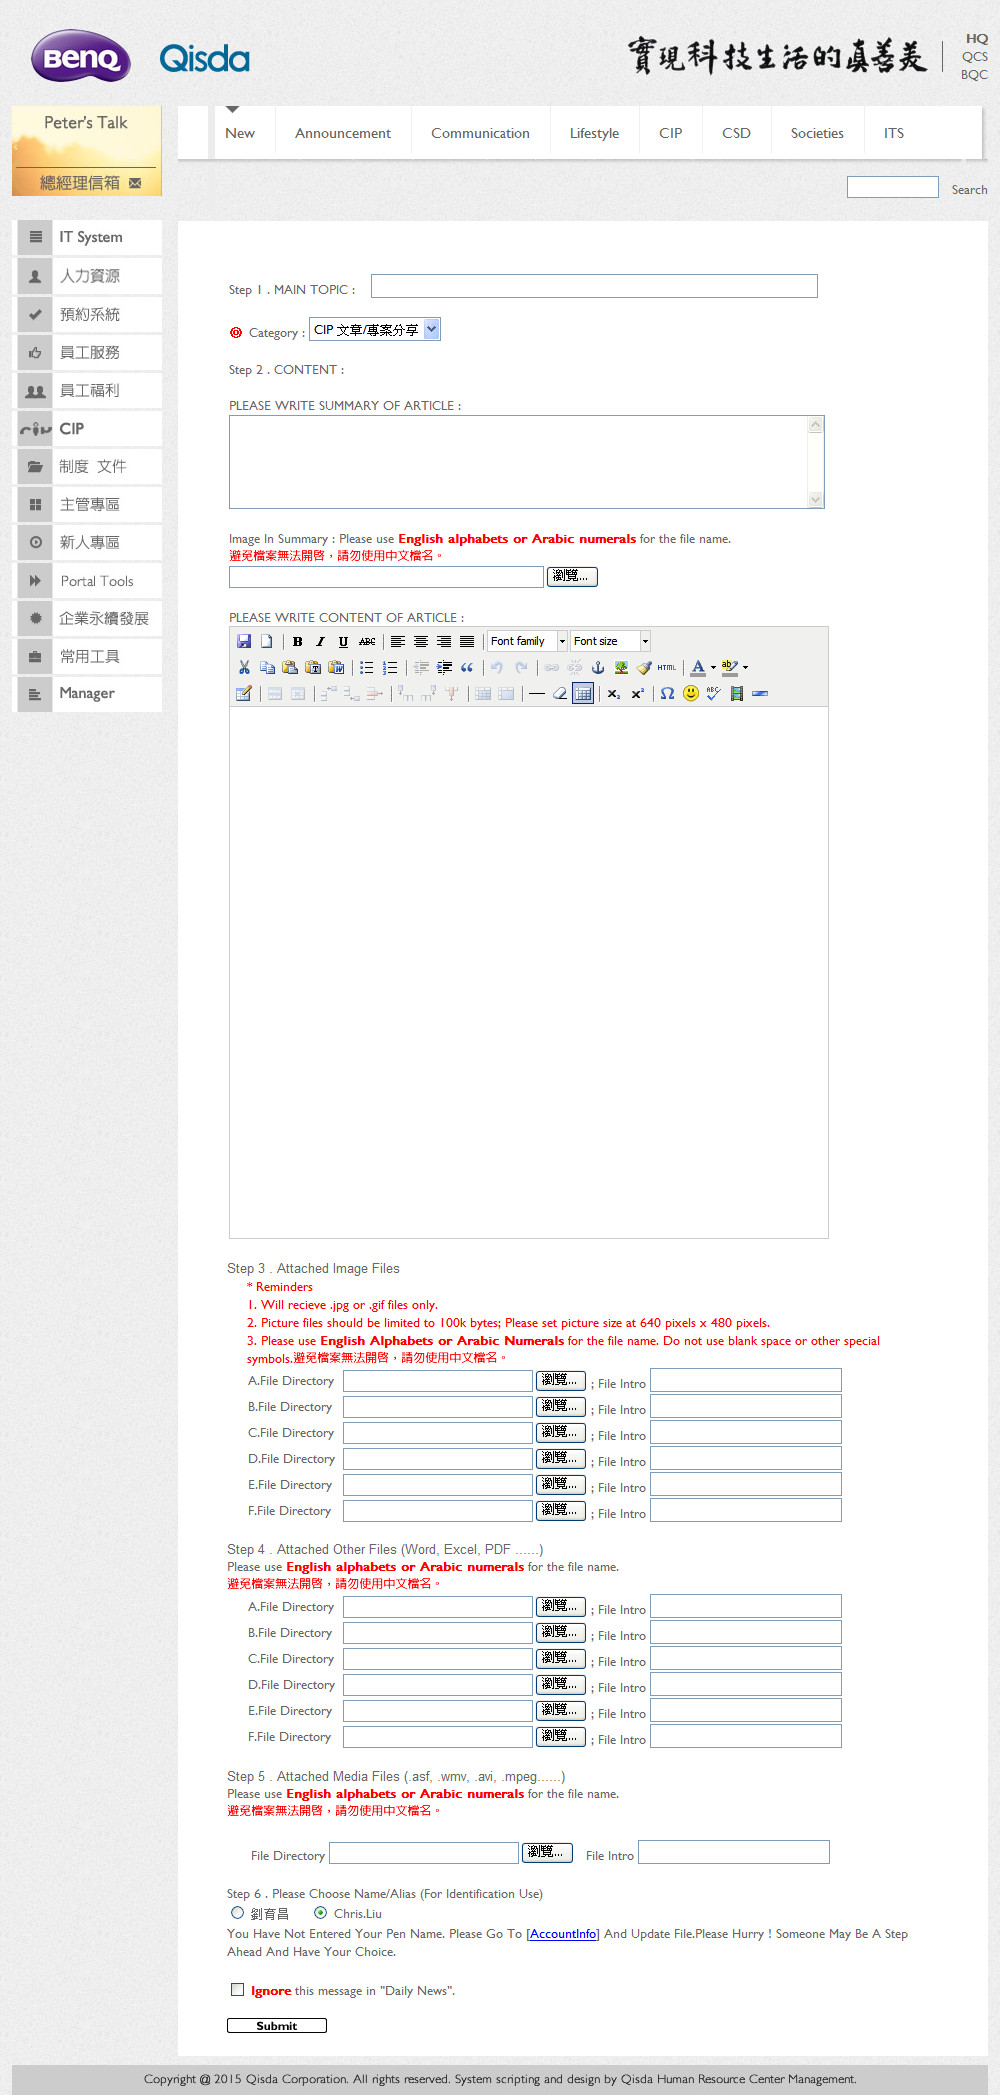 BenQ Qisda
實現科技生活的真善美
HQ
QCS
BQC
Peter's Talk
總經理信箱
New Announcement Communication Lifestyle CIP CSD Societies ITS
Search
IT System
人力資源
預約系統
員工服務
員工福利
CIP CIP
制度 文件
主管專區
新人專區
Portal Tools
企業永續發展
常用工具
Manager
Step 1 . MAIN TOPIC :
Category : CIP 文章/專案分享
Step 2 . CONTENT :
PLEASE WRITE SUMMARY OF ARTICLE :
Image In Summary : Please use English alphabets or Arabic numerals for the file name.
避免檔案無法開啓，請勿使用中文檔名。
瀏覽...
PLEASE WRITE CONTENT OF ARTICLE :
B I U ABC Font family Font size
HTML A ab
x₂ x² Ω ABC
Step 3 . Attached Image Files
* Reminders
1. Will recieve .jpg or .gif files only.
2. Picture files should be limited to 100k bytes; Please set picture size at 640 pixels x 480 pixels.
3. Please use English Alphabets or Arabic Numerals for the file name. Do not use blank space or other special
symbols.避免檔案無法開啓，請勿使用中文檔名。
A.File Directory 瀏覽... ; File Intro
B.File Directory 瀏覽... ; File Intro
C.File Directory 瀏覽... ; File Intro
D.File Directory 瀏覽... ; File Intro
E.File Directory 瀏覽... ; File Intro
F.File Directory 瀏覽... ; File Intro
Step 4 . Attached Other Files (Word, Excel, PDF ......)
Please use English alphabets or Arabic numerals for the file name.
避免檔案無法開啓，請勿使用中文檔名。
A.File Directory 瀏覽... ; File Intro
B.File Directory 瀏覽... ; File Intro
C.File Directory 瀏覽... ; File Intro
D.File Directory 瀏覽... ; File Intro
E.File Directory 瀏覽... ; File Intro
F.File Directory 瀏覽... ; File Intro
Step 5 . Attached Media Files (.asf, .wmv, .avi, .mpeg......)
Please use English alphabets or Arabic numerals for the file name.
避免檔案無法開啓，請勿使用中文檔名。
File Directory 瀏覽... File Intro
Step 6 . Please Choose Name/Alias (For Identification Use)
劉育昌 Chris.Liu
You Have Not Entered Your Pen Name. Please Go To [AccountInfo] And Update File.Please Hurry ! Someone May Be A Step
Ahead And Have Your Choice.
Ignore this message in "Daily News".
Submit
Copyright @ 2015 Qisda Corporation. All rights reserved. System scripting and design by Qisda Human Resource Center Management.